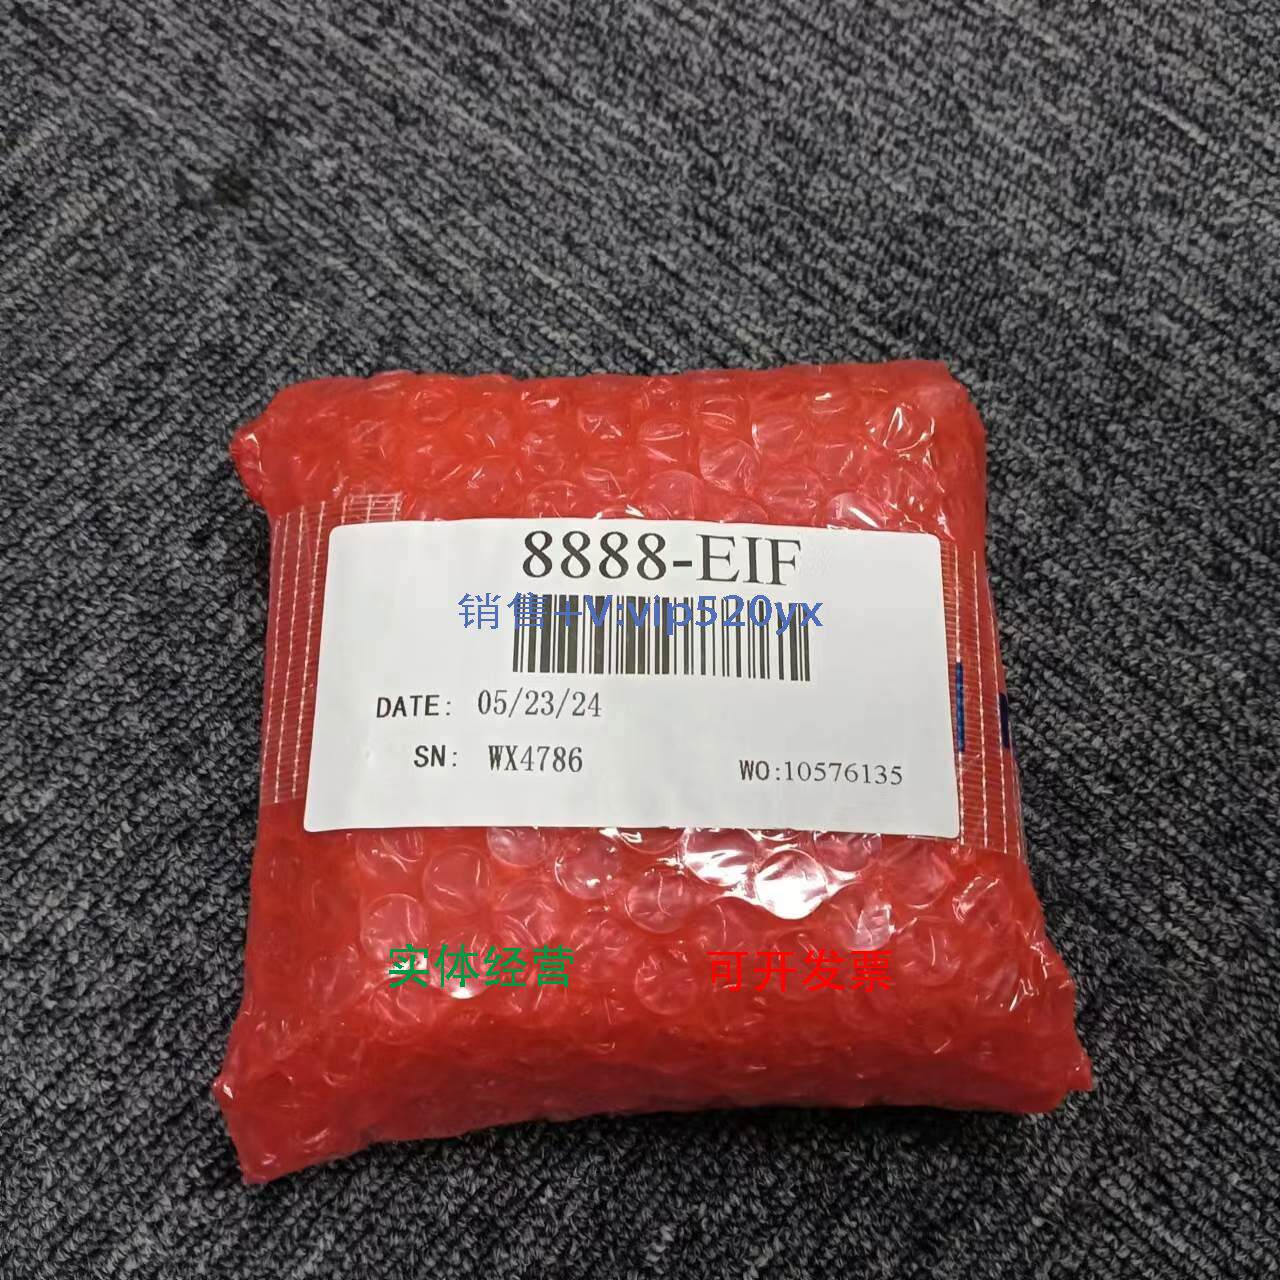 8888-EIF
销售+V:vip520yx
DATE: 05/23/24
SN: WX4786
WO:10576135
实体经营 可开发票